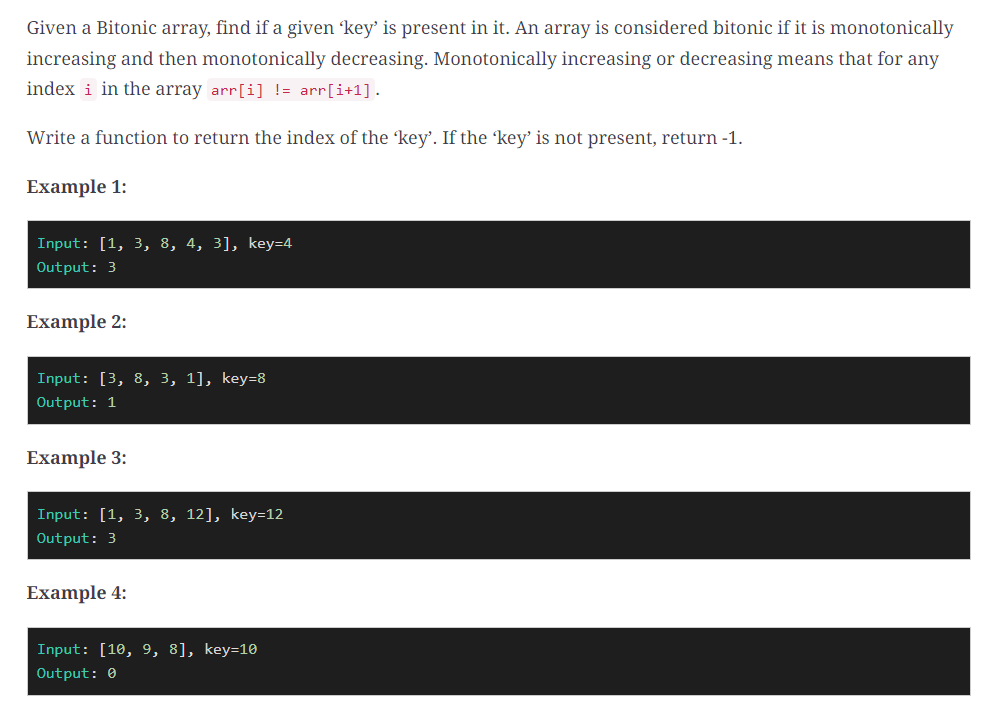 Given a Bitonic array, find if a given ‘key’ is present in it. An array is considered bitonic if it is monotonically
increasing and then monotonically decreasing. Monotonically increasing or decreasing means that for any
index i in the array arr[i] != arr[i+1].
Write a function to return the index of the ‘key’. If the ‘key’ is not present, return -1.
Example 1:
Input: [1, 3, 8, 4, 3], key=4
Output: 3
Example 2:
Input: [3, 8, 3, 1], key=8
Output: 1
Example 3:
Input: [1, 3, 8, 12], key=12
Output: 3
Example 4:
Input: [10, 9, 8], key=10
Output: 0